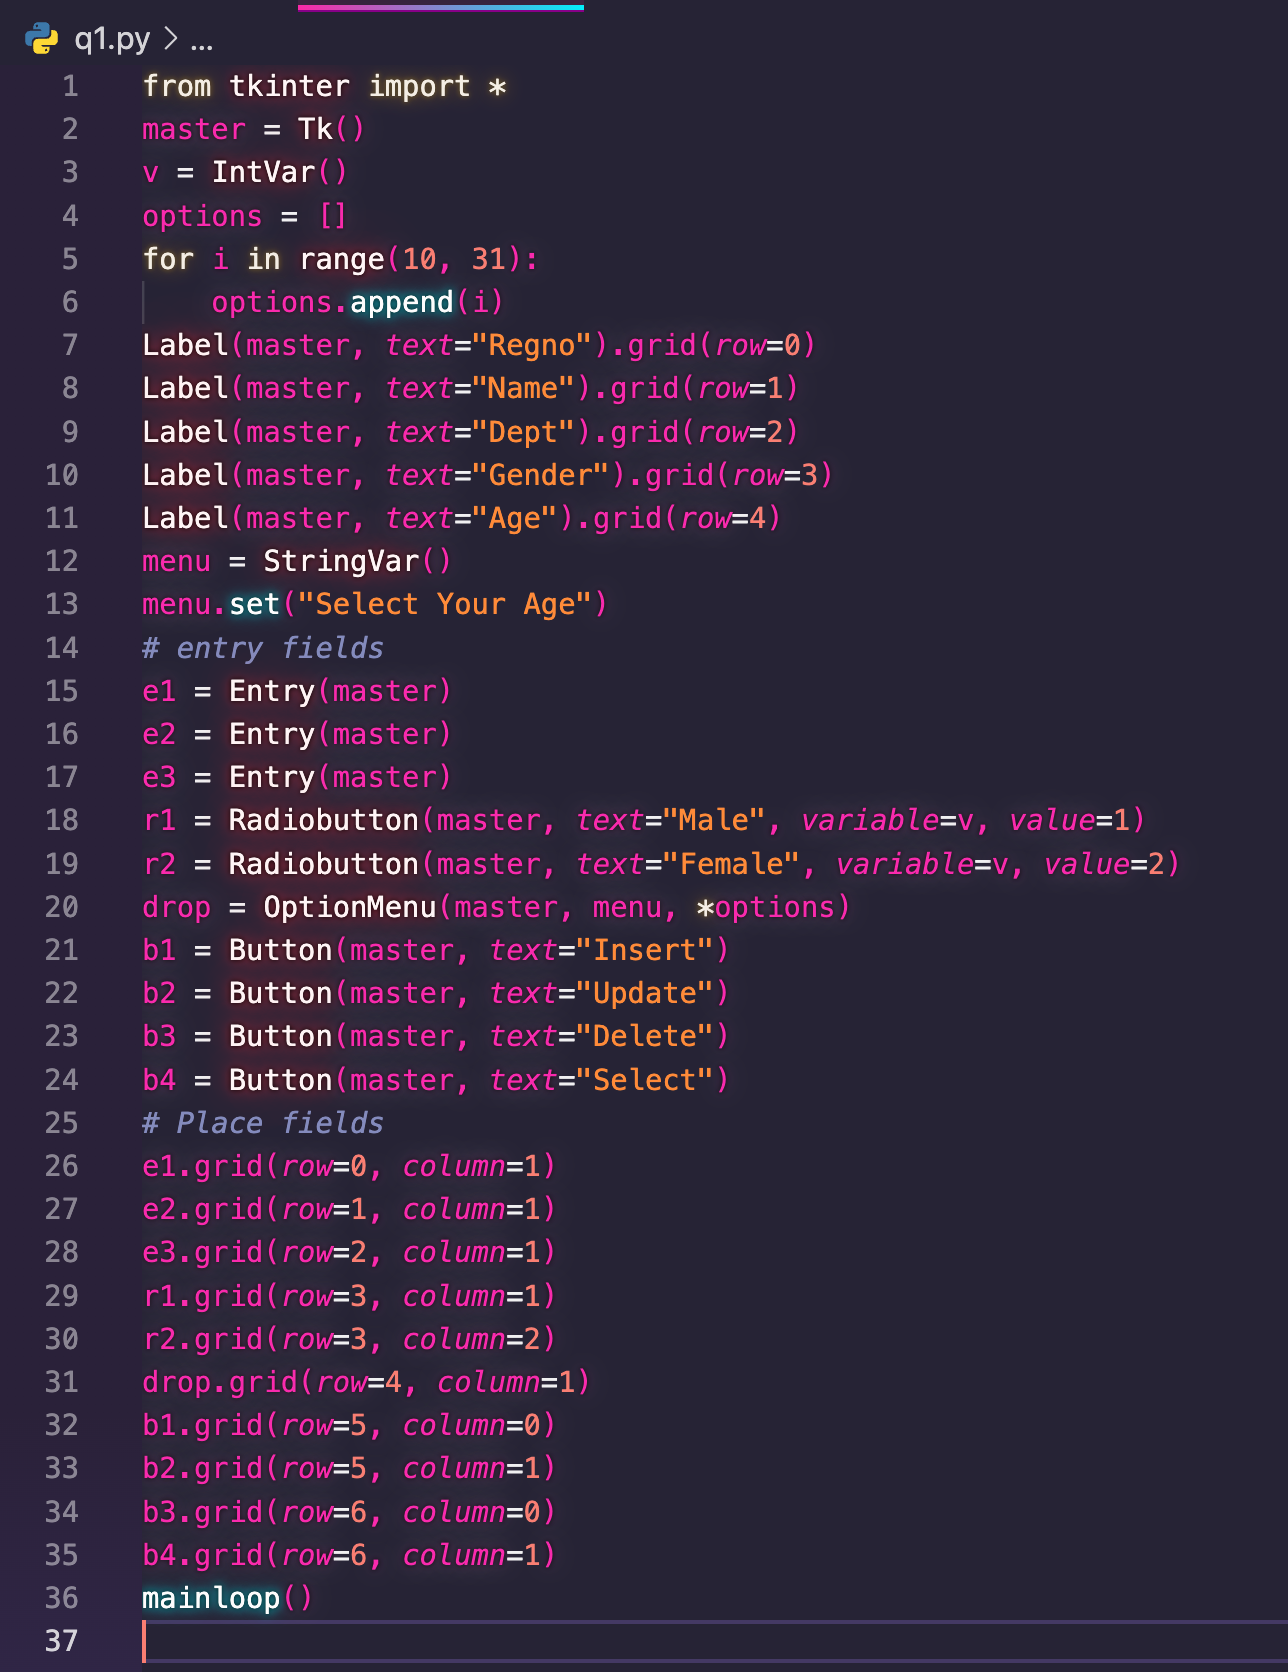 q1.py > ...
1 from tkinter import *
2 master = Tk()
3 v = IntVar()
4 options = []
5 for i in range(10, 31):
6     options.append(i)
7 Label(master, text="Regno").grid(row=0)
8 Label(master, text="Name").grid(row=1)
9 Label(master, text="Dept").grid(row=2)
10 Label(master, text="Gender").grid(row=3)
11 Label(master, text="Age").grid(row=4)
12 menu = StringVar()
13 menu.set("Select Your Age")
14 # entry fields
15 e1 = Entry(master)
16 e2 = Entry(master)
17 e3 = Entry(master)
18 r1 = Radiobutton(master, text="Male", variable=v, value=1)
19 r2 = Radiobutton(master, text="Female", variable=v, value=2)
20 drop = OptionMenu(master, menu, *options)
21 b1 = Button(master, text="Insert")
22 b2 = Button(master, text="Update")
23 b3 = Button(master, text="Delete")
24 b4 = Button(master, text="Select")
25 # Place fields
26 e1.grid(row=0, column=1)
27 e2.grid(row=1, column=1)
28 e3.grid(row=2, column=1)
29 r1.grid(row=3, column=1)
30 r2.grid(row=3, column=2)
31 drop.grid(row=4, column=1)
32 b1.grid(row=5, column=0)
33 b2.grid(row=5, column=1)
34 b3.grid(row=6, column=0)
35 b4.grid(row=6, column=1)
36 mainloop()
37